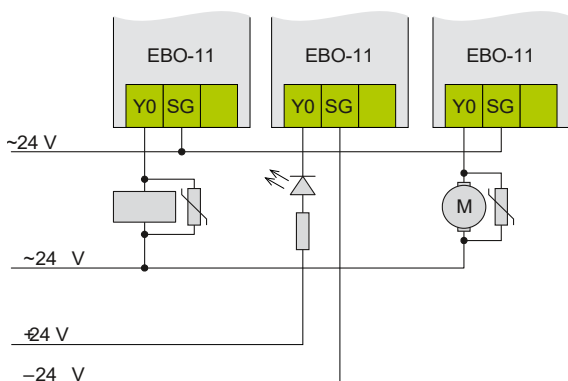 EBO-11 EBO-11 EBO-11
Y0 SG Y0 SG Y0 SG
~24 V
M
~24 V
+24 V
–24 V